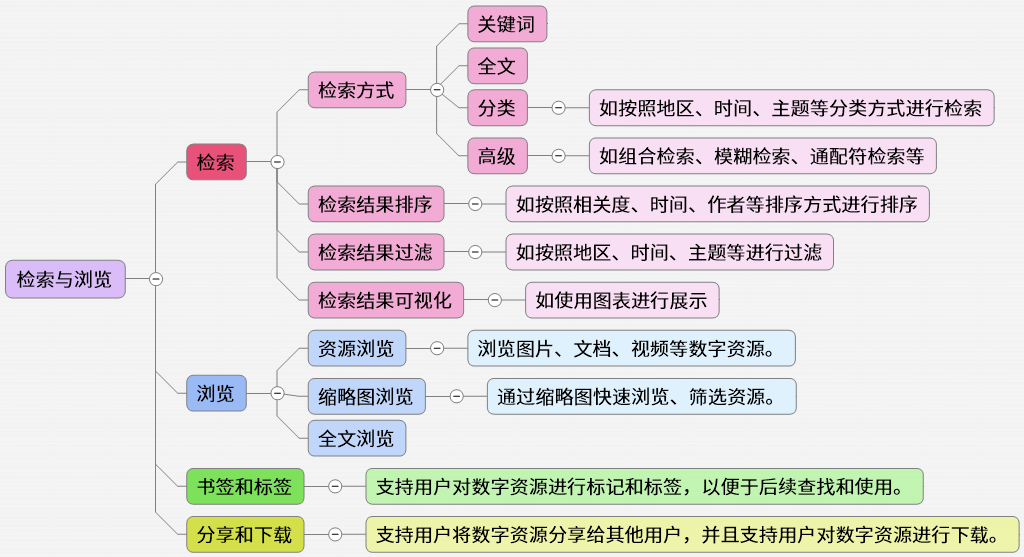 检索与浏览
检索
检索方式
关键词
全文
分类
如按照地区、时间、主题等分类方式进行检索
高级
如组合检索、模糊检索、通配符检索等
检索结果排序
如按照相关度、时间、作者等排序方式进行排序
检索结果过滤
如按照地区、时间、主题等进行过滤
检索结果可视化
如使用图表进行展示
浏览
资源浏览
浏览图片、文档、视频等数字资源。
缩略图浏览
通过缩略图快速浏览、筛选资源。
全文浏览
书签和标签
支持用户对数字资源进行标记和标签，以便于后续查找和使用。
分享和下载
支持用户将数字资源分享给其他用户，并且支持用户对数字资源进行下载。